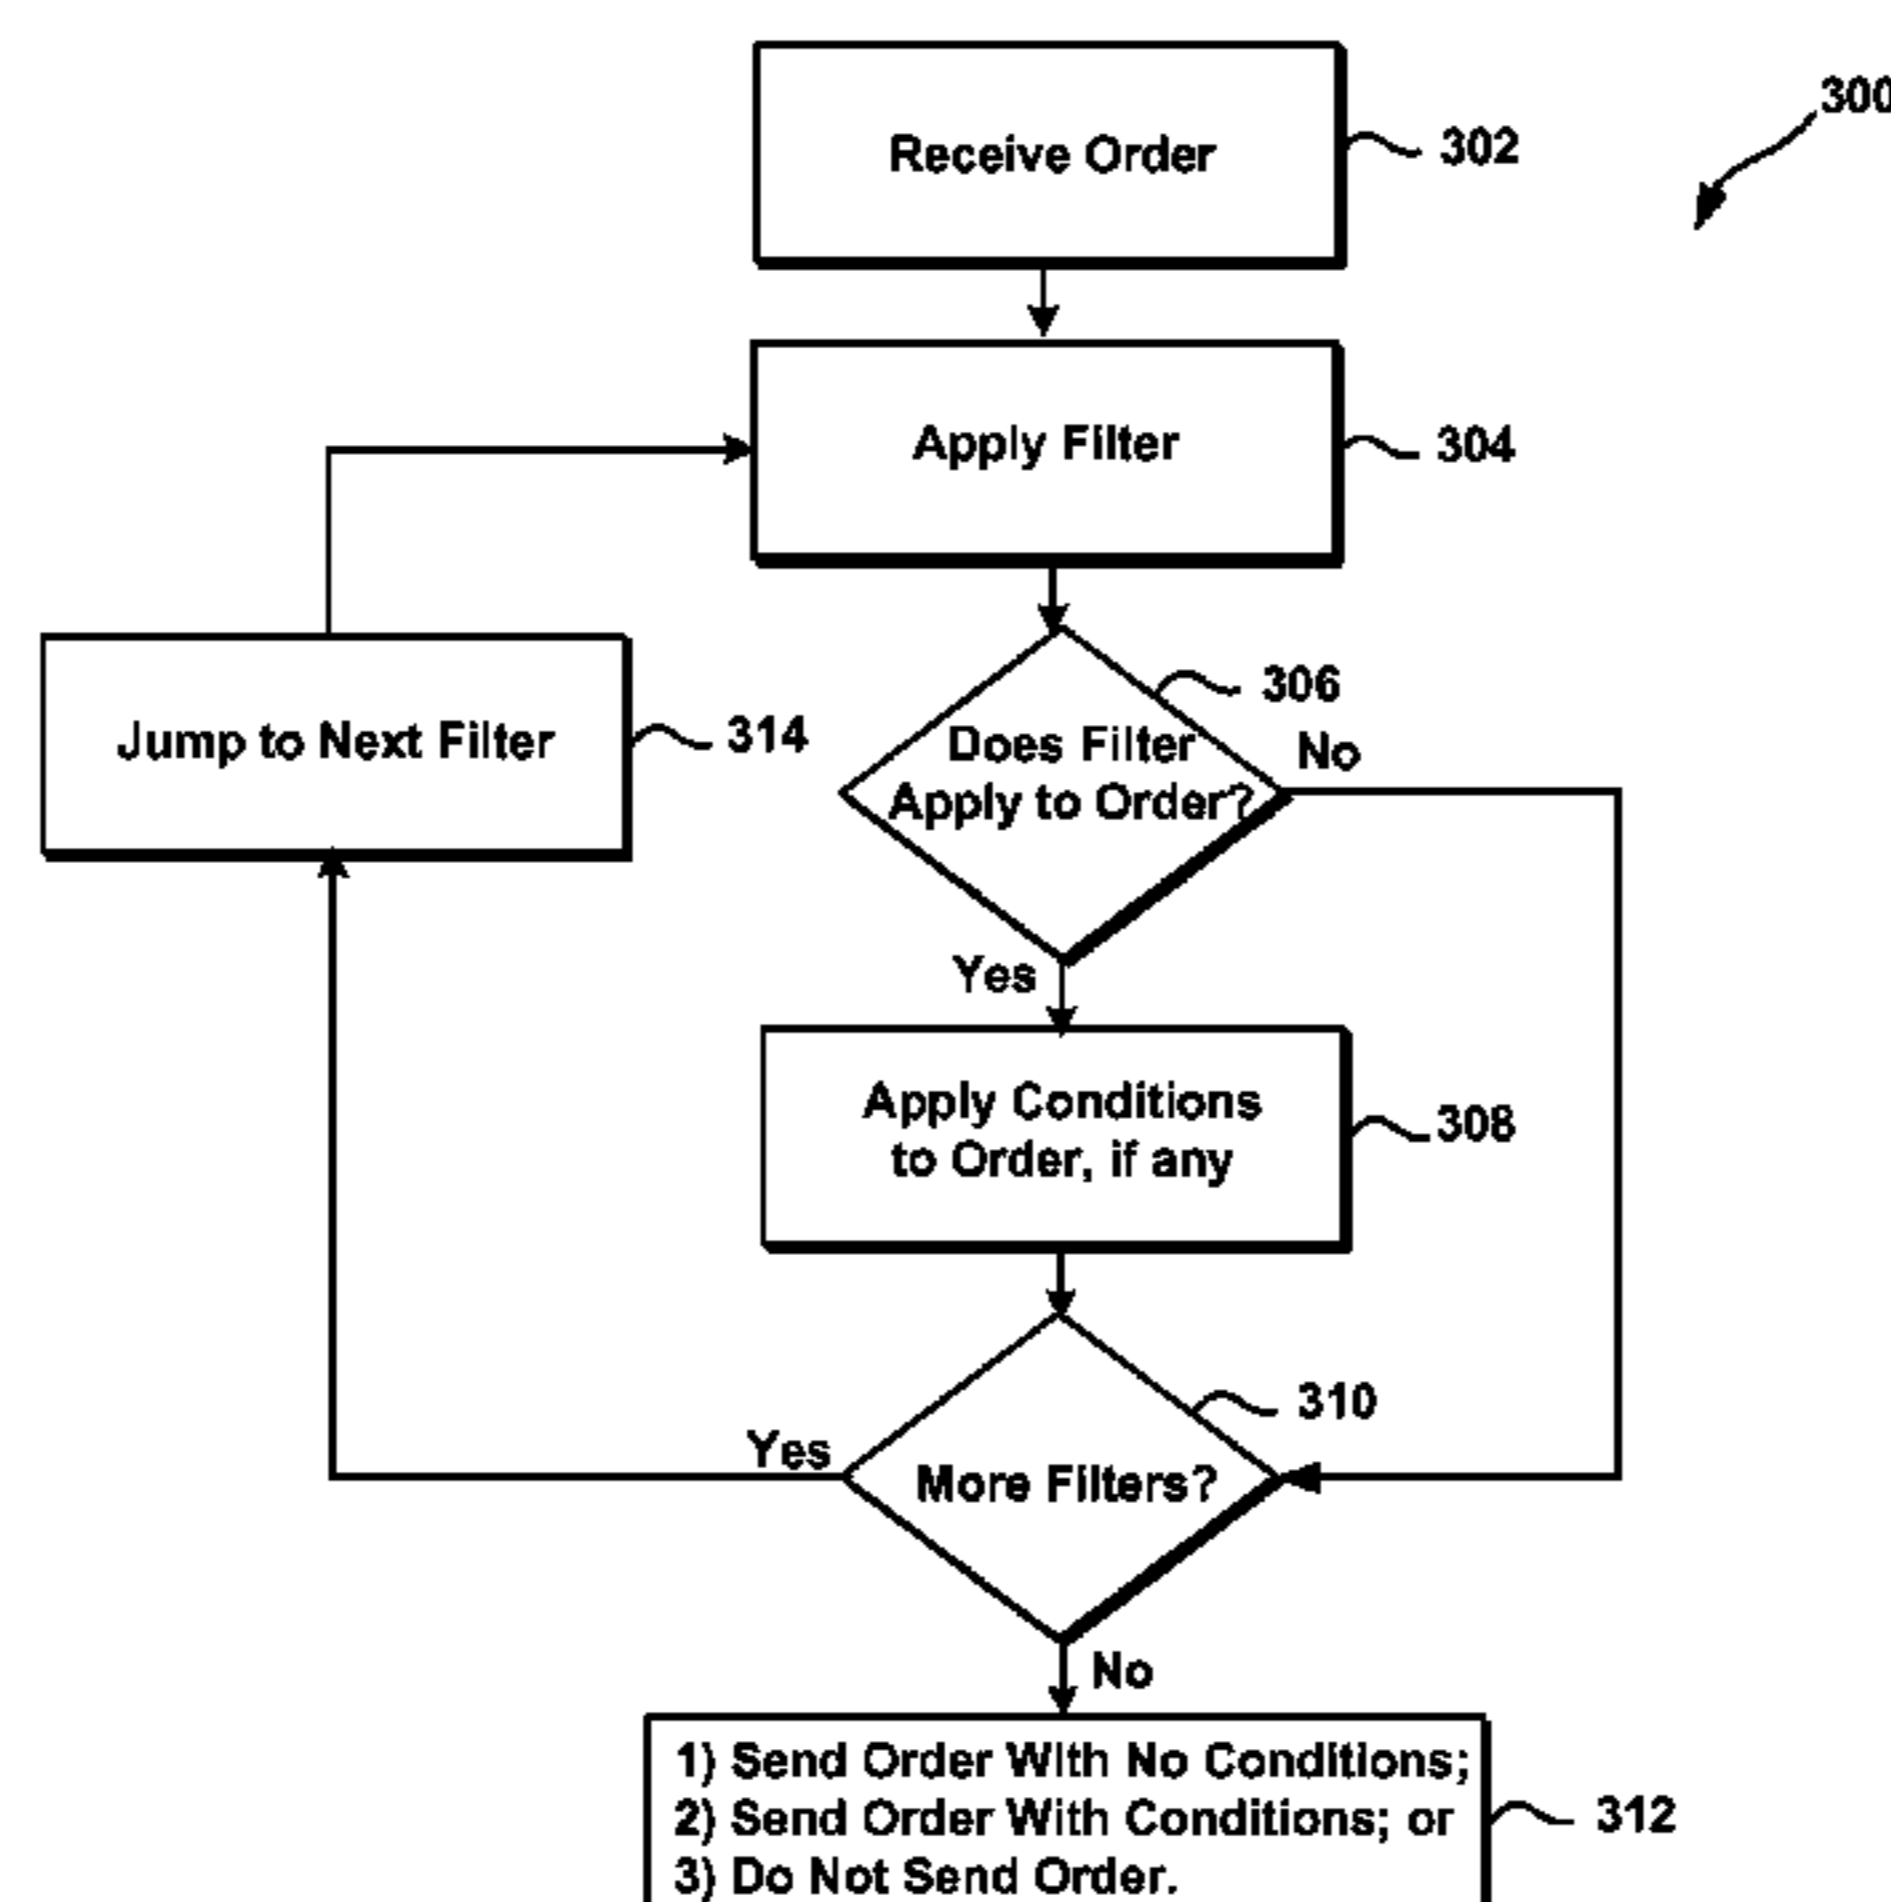 300
Receive Order
302
Apply Filter
304
306
Does Filter
Apply to Order?
No
Jump to Next Filter
314
Yes
Apply Conditions
to Order, if any
308
310
More Filters?
Yes
No
1) Send Order With No Conditions;
2) Send Order With Conditions; or
3) Do Not Send Order.
312